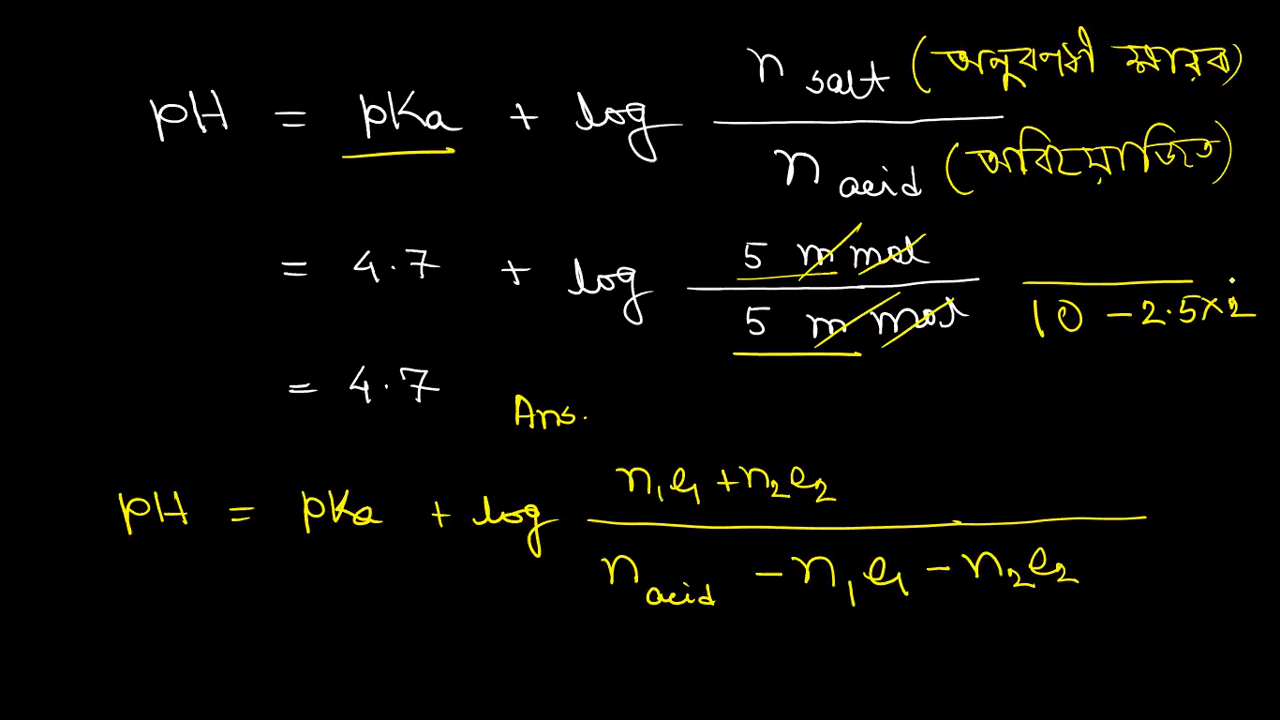 pH = pKa + log n salt (অনুবন্ধী ক্ষারক) / n acid (অবিয়োজিত)
= 4.7 + log 5 m mol / 5 m mol 10 - 2.5 × 2
= 4.7 Ans.
pH = pKa + log n₁e₁ + n₂e₂ / n acid - n₁e₁ - n₂e₂